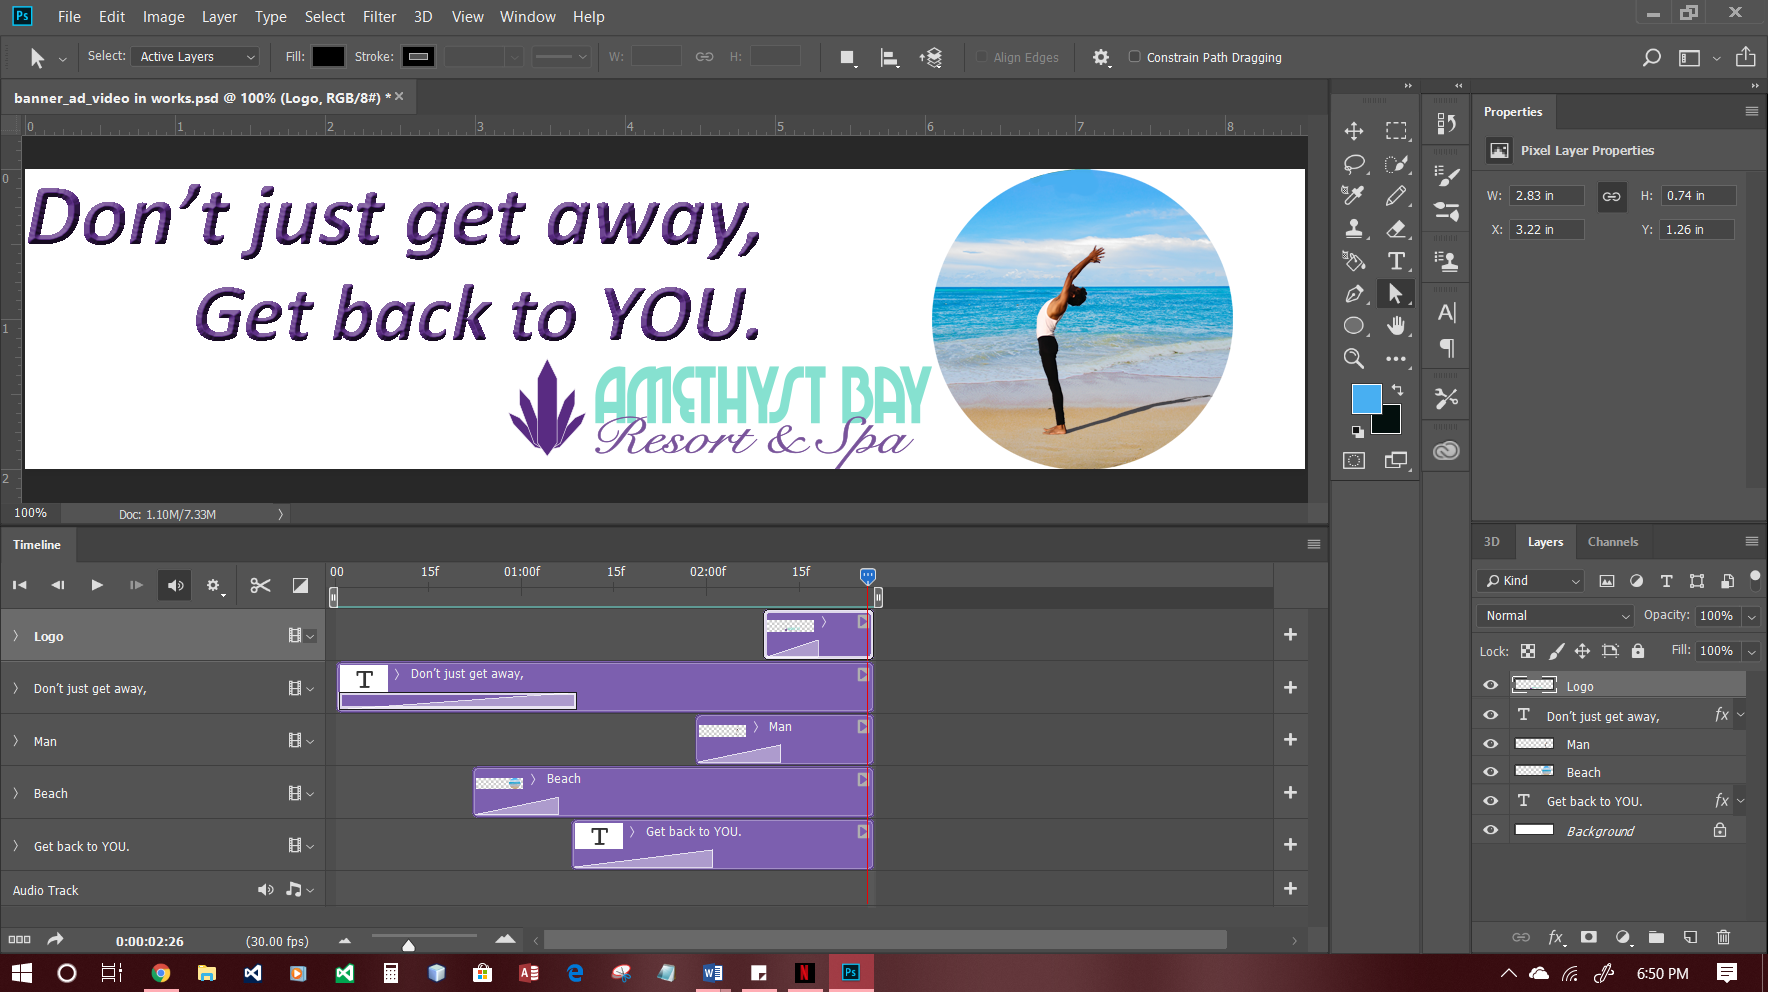 Ps File Edit Image Layer Type Select Filter 3D View Window Help
Select: Active Layers Fill: Stroke: W: H: Align Edges Constrain Path Dragging
banner_ad_video in works.psd @ 100% (Logo, RGB/8#) *
0 1 2 3 4 5 6 7 8
0
1
2
Don't just get away,
Get back to YOU.
AMETHYST BAY
Resort & Spa
100% Doc: 1.10M/7.33M
Timeline
00 15f 01:00f 15f 02:00f 15f
Logo
Don't just get away,
T Don't just get away,
Man
Man
Beach
Beach
Get back to YOU.
T Get back to YOU.
Audio Track
0:00:02:26 (30.00 fps)
Properties
Pixel Layer Properties
W: 2.83 in H: 0.74 in
X: 3.22 in Y: 1.26 in
3D Layers Channels
Kind
Normal Opacity: 100%
Lock: Fill: 100%
Logo
T Don't just get away, fx
Man
Beach
T Get back to YOU. fx
Background
fx
6:50 PM